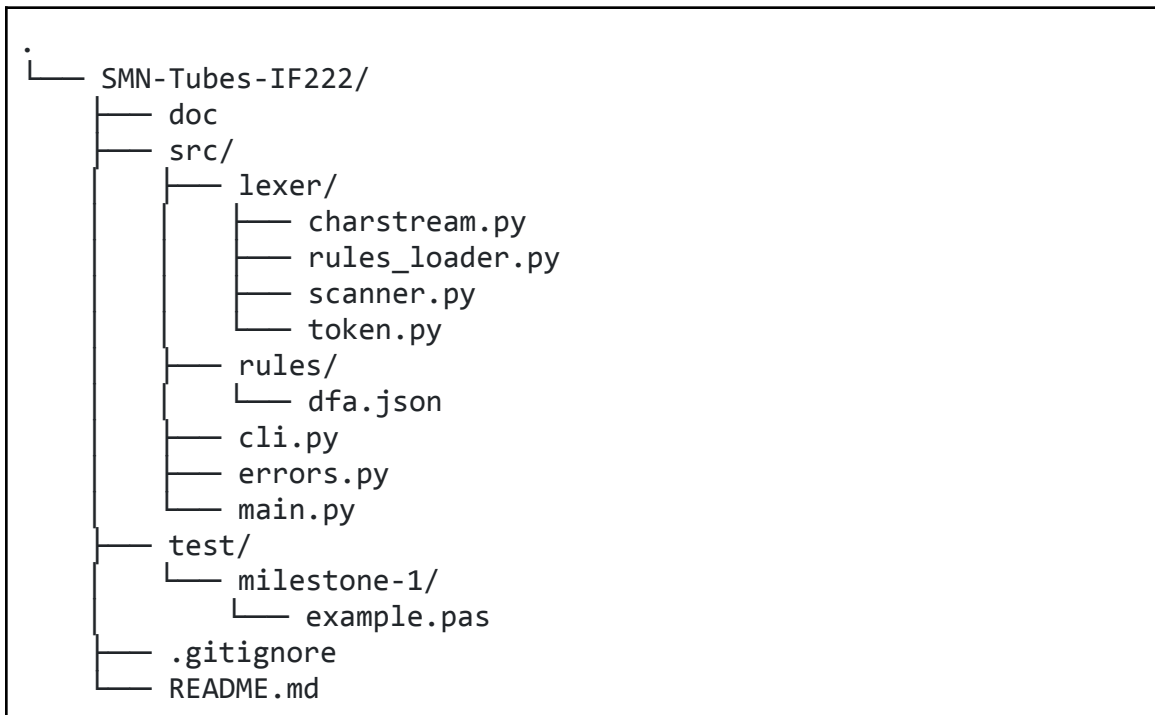 .
└── SMN-Tubes-IF222/
    ├── doc
    ├── src/
    │   ├── lexer/
    │   │   ├── charstream.py
    │   │   ├── rules_loader.py
    │   │   ├── scanner.py
    │   │   └── token.py
    │   ├── rules/
    │   │   └── dfa.json
    │   ├── cli.py
    │   ├── errors.py
    │   └── main.py
    ├── test/
    │   └── milestone-1/
    │       └── example.pas
    ├── .gitignore
    └── README.md